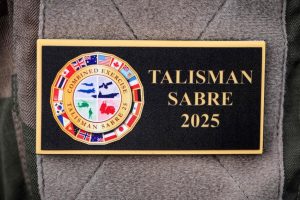 COMBINED EXERCISE
TALISMAN SABRE 25
TALISMAN
SABRE
2025